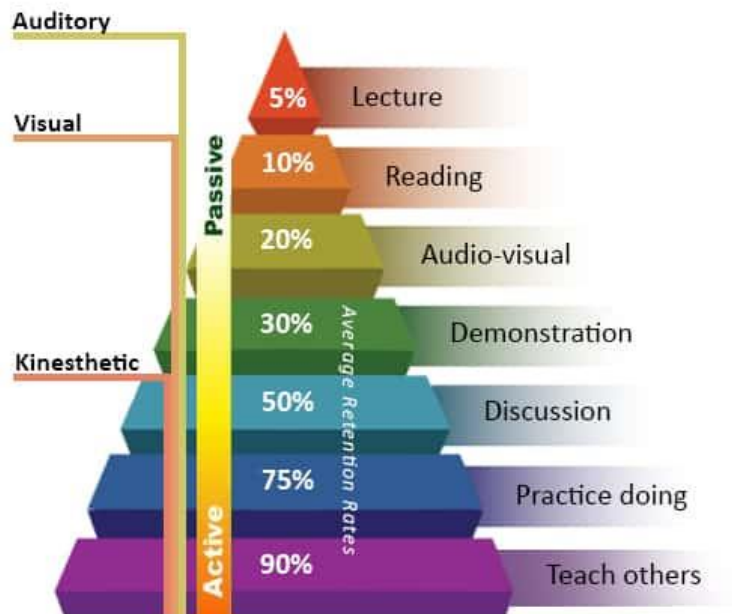 Auditory
5% Lecture
Visual
10% Reading
Passive
20% Audio-visual
30% Demonstration
Average Retention Rates
Kinesthetic
50% Discussion
75% Practice doing
Active
90% Teach others